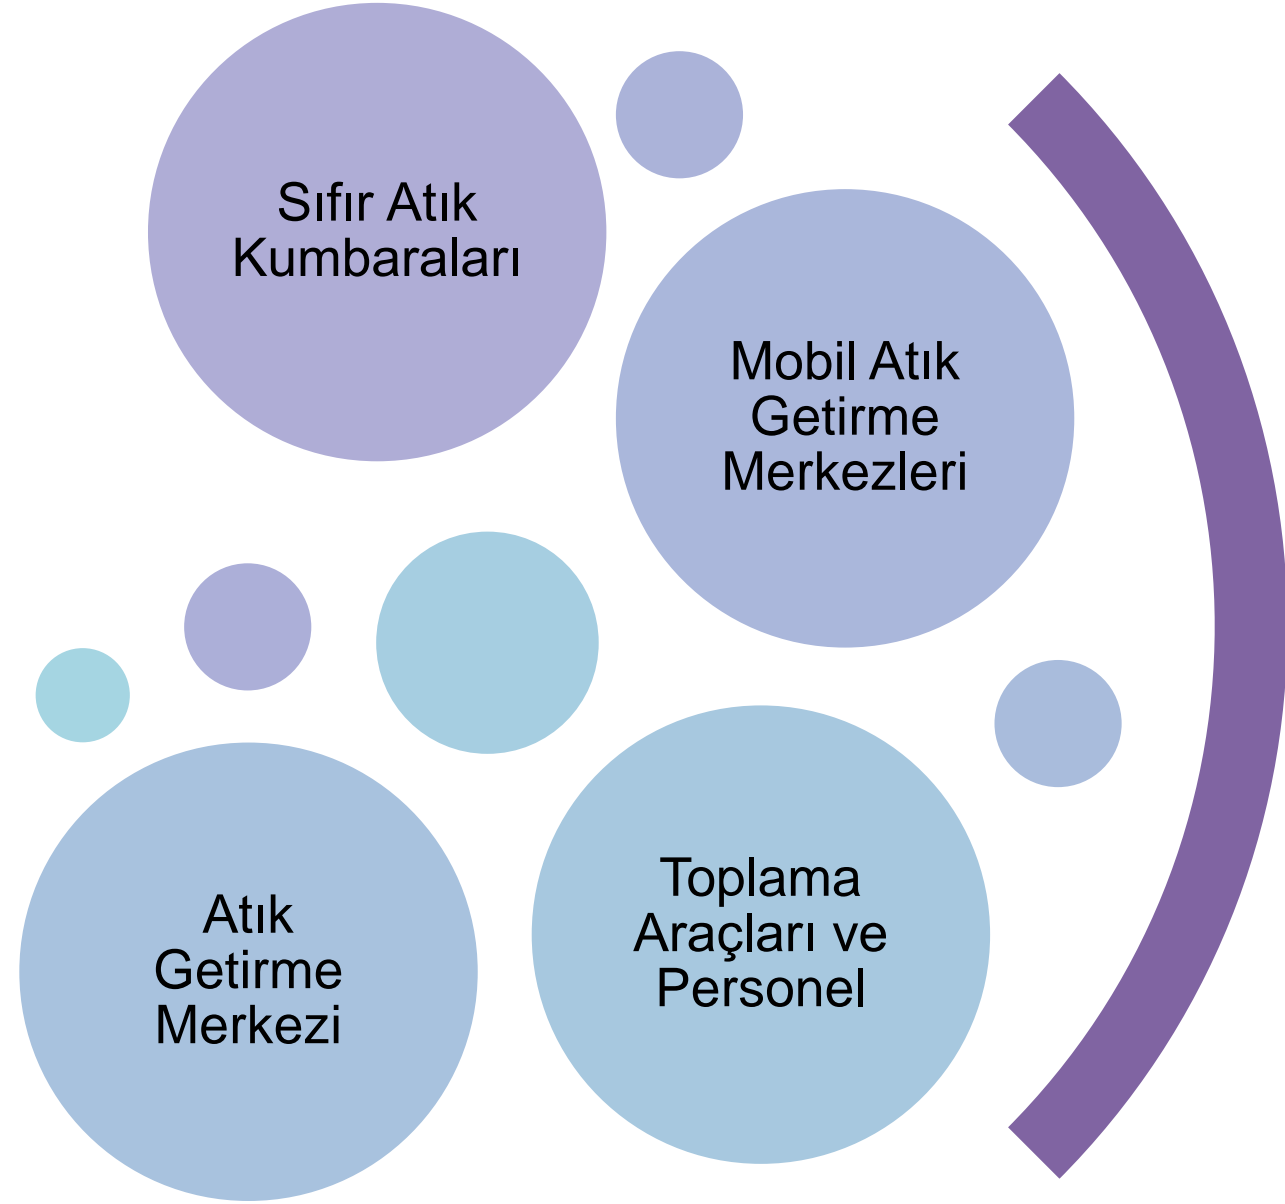 Sıfır Atık
Kumbaraları
Mobil Atık
Getirme
Merkezleri
Atık
Getirme
Merkezi
Toplama
Araçları ve
Personel